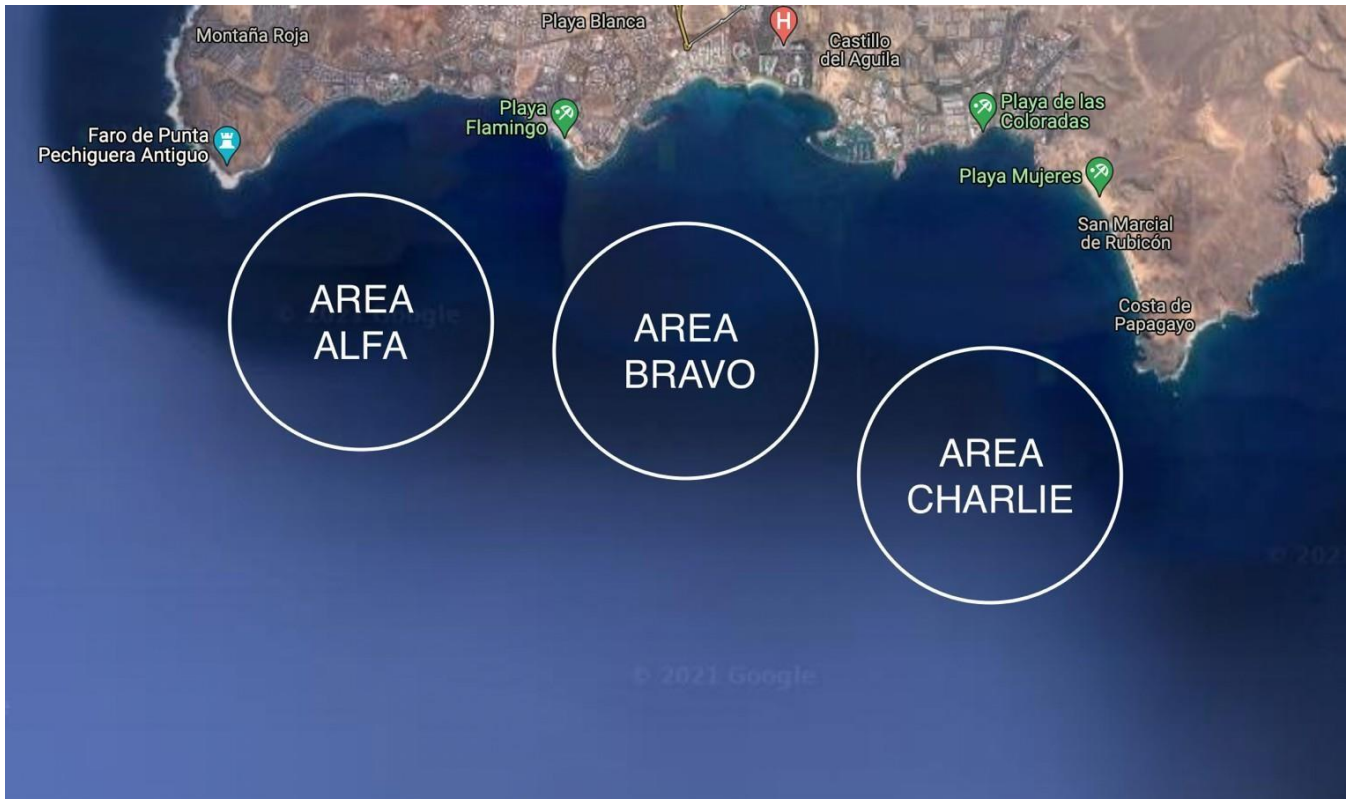 Montaña Roja
Playa Blanca
H
Castillo
del Aguila
Playa
Flamingo
Playa de las
Coloradas
Faro de Punta
Pechiguera Antiguo
Playa Mujeres
San Marcial
de Rubicón
Costa de
Papagayo
AREA
ALFA
AREA
BRAVO
AREA
CHARLIE
© 2021 Google